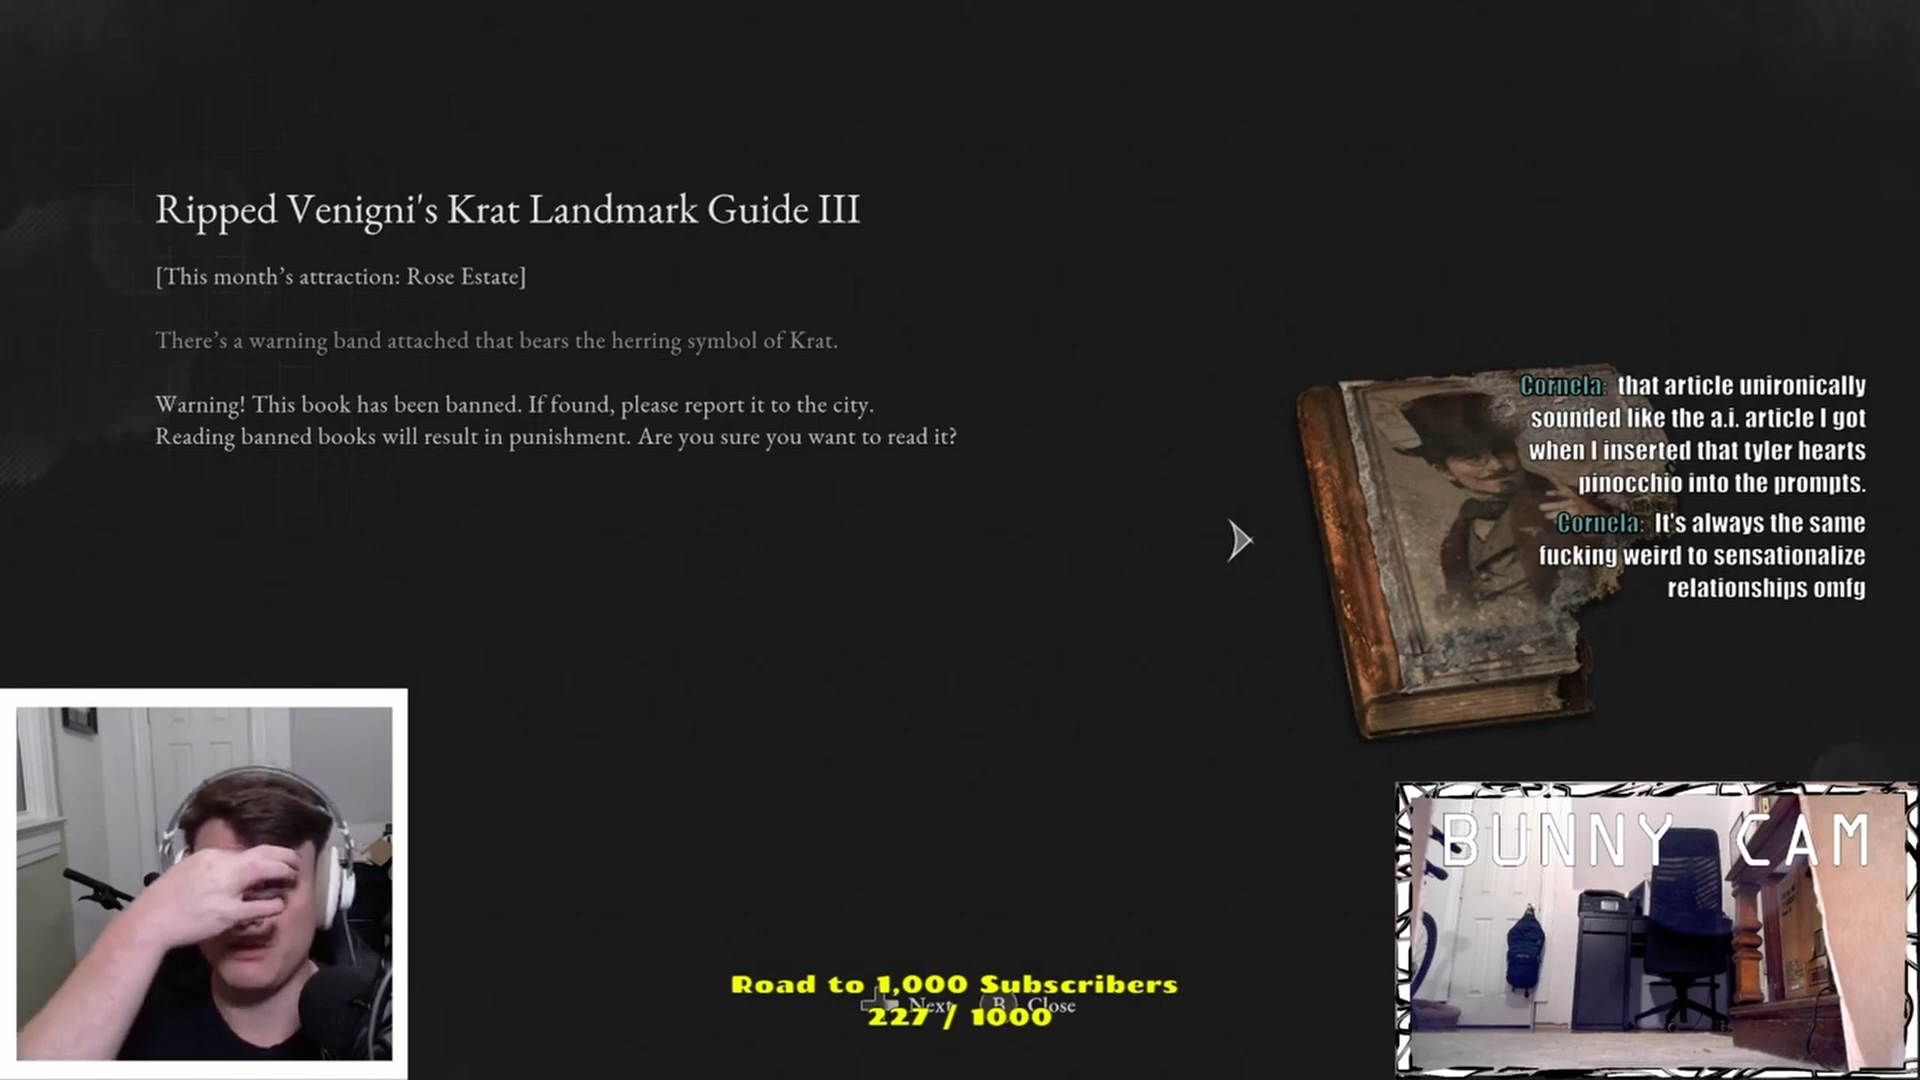 Ripped Venigni's Krat Landmark Guide III
[This month's attraction: Rose Estate]
There's a warning band attached that bears the herring symbol of Krat.
Warning! This book has been banned. If found, please report it to the city.
Reading banned books will result in punishment. Are you sure you want to read it?
Cornela: that article unironically
sounded like the a.i. article I got
when I inserted that tyler hearts
pinocchio into the prompts.
Cornela: It's always the same
fucking weird to sensationalize
relationships omfg
BUNNY CAM
Road to 1,000 Subscribers
Next B Close
227 / 1000